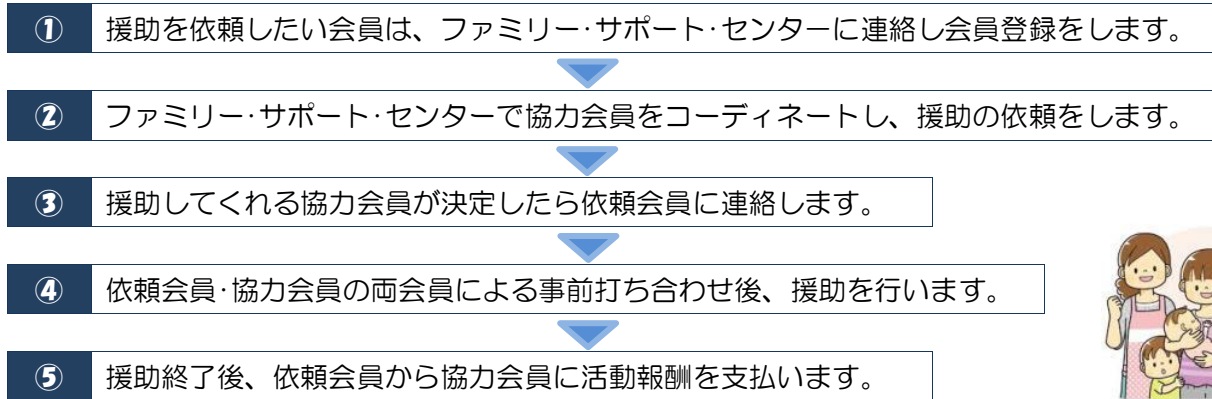 ① 援助を依頼したい会員は、ファミリー・サポート・センターに連絡し会員登録をします。
② ファミリー・サポート・センターで協力会員をコーディネートし、援助の依頼をします。
③ 援助してくれる協力会員が決定したら依頼会員に連絡します。
④ 依頼会員・協力会員の両会員による事前打ち合わせ後、援助を行います。
⑤ 援助終了後、依頼会員から協力会員に活動報酬を支払います。